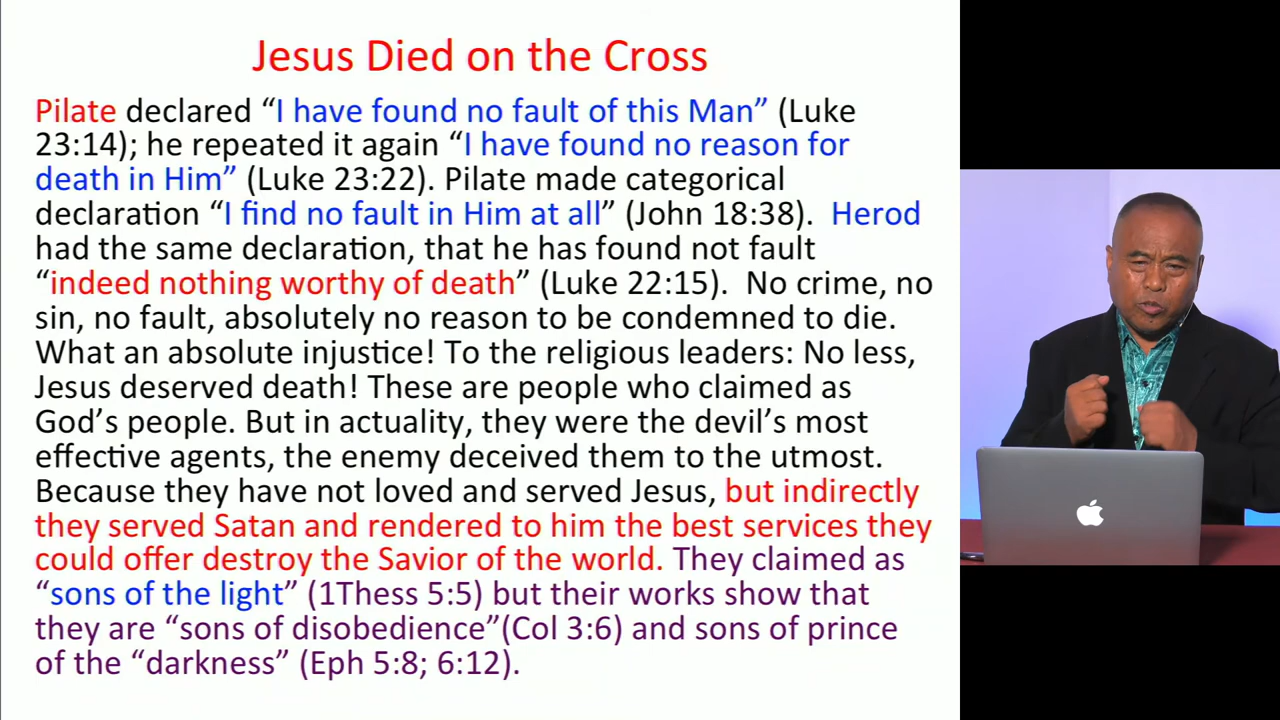 Jesus Died on the Cross
Pilate declared “I have found no fault of this Man” (Luke
23:14); he repeated it again “I have found no reason for
death in Him” (Luke 23:22). Pilate made categorical
declaration “I find no fault in Him at all” (John 18:38).  Herod
had the same declaration, that he has found not fault
“indeed nothing worthy of death” (Luke 22:15).  No crime, no
sin, no fault, absolutely no reason to be condemned to die.
What an absolute injustice! To the religious leaders: No less,
Jesus deserved death! These are people who claimed as
God’s people. But in actuality, they were the devil’s most
effective agents, the enemy deceived them to the utmost.
Because they have not loved and served Jesus, but indirectly
they served Satan and rendered to him the best services they
could offer destroy the Savior of the world. They claimed as
“sons of the light” (1Thess 5:5) but their works show that
they are “sons of disobedience”(Col 3:6) and sons of prince
of the “darkness” (Eph 5:8; 6:12).